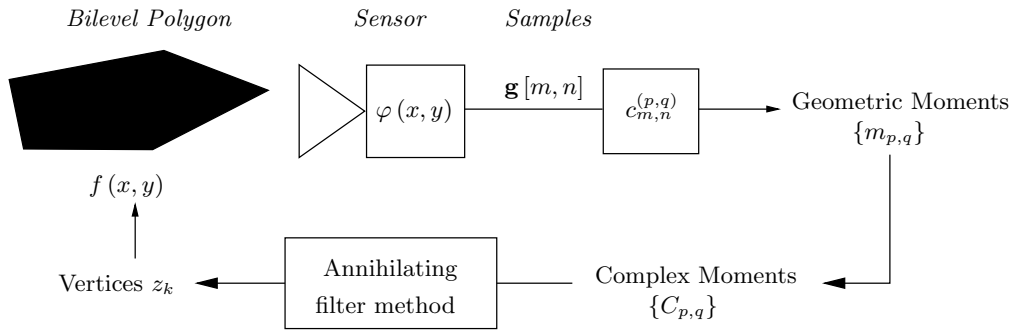 Bilevel Polygon
Sensor
Samples
φ (x, y)
g [m, n]
c_{m,n}^{(p,q)}
Geometric Moments
{m_{p,q}}
f (x, y)
Vertices z_k
Annihilating
filter method
Complex Moments
{C_{p,q}}